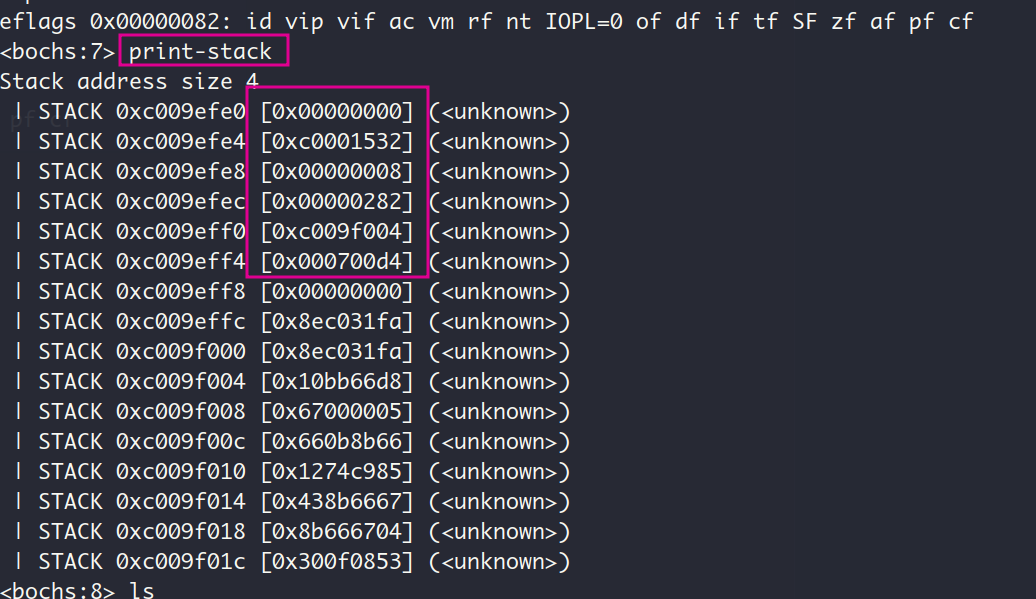 eflags 0x00000082: id vip vif ac vm rf nt IOPL=0 of df if tf SF zf af pf cf
<bochs:7> print-stack
Stack address size 4
| STACK 0xc009efe0 [0x00000000] (<unknown>)
| STACK 0xc009efe4 [0xc0001532] (<unknown>)
| STACK 0xc009efe8 [0x00000008] (<unknown>)
| STACK 0xc009efec [0x00000282] (<unknown>)
| STACK 0xc009eff0 [0xc009f004] (<unknown>)
| STACK 0xc009eff4 [0x000700d4] (<unknown>)
| STACK 0xc009eff8 [0x00000000] (<unknown>)
| STACK 0xc009effc [0x8ec031fa] (<unknown>)
| STACK 0xc009f000 [0x8ec031fa] (<unknown>)
| STACK 0xc009f004 [0x10bb66d8] (<unknown>)
| STACK 0xc009f008 [0x67000005] (<unknown>)
| STACK 0xc009f00c [0x660b8b66] (<unknown>)
| STACK 0xc009f010 [0x1274c985] (<unknown>)
| STACK 0xc009f014 [0x438b6667] (<unknown>)
| STACK 0xc009f018 [0x8b666704] (<unknown>)
| STACK 0xc009f01c [0x300f0853] (<unknown>)
<bochs:8> ls